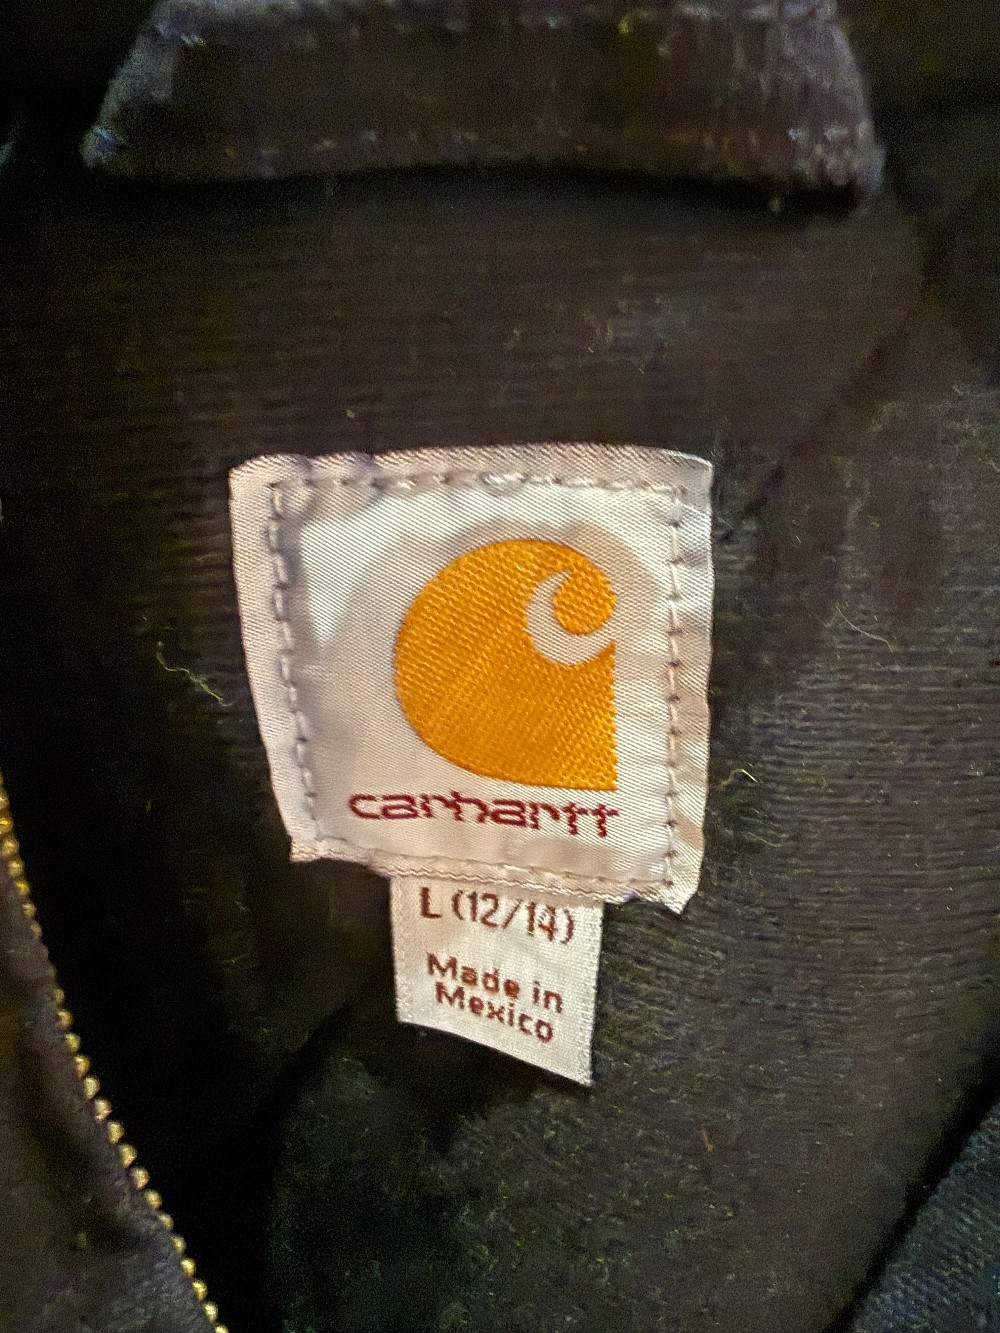 carhartt
L (12/14)
Made in
Mexico